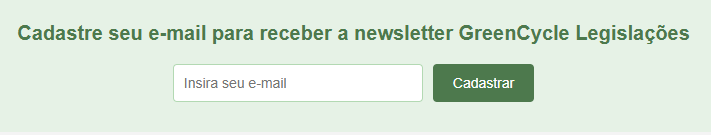 Cadastre seu e-mail para receber a newsletter GreenCycle Legislações
Insira seu e-mail
Cadastrar